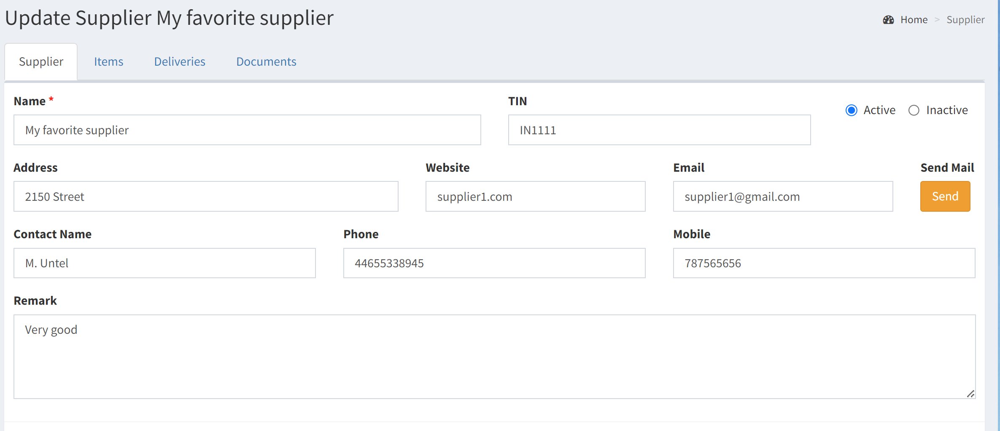 Update Supplier My favorite supplier
Home > Supplier
Supplier Items Deliveries Documents
Name * TIN
Active Inactive
My favorite supplier IN1111
Address Website Email Send Mail
2150 Street supplier1.com supplier1@gmail.com Send
Contact Name Phone Mobile
M. Untel 44655338945 787565656
Remark
Very good